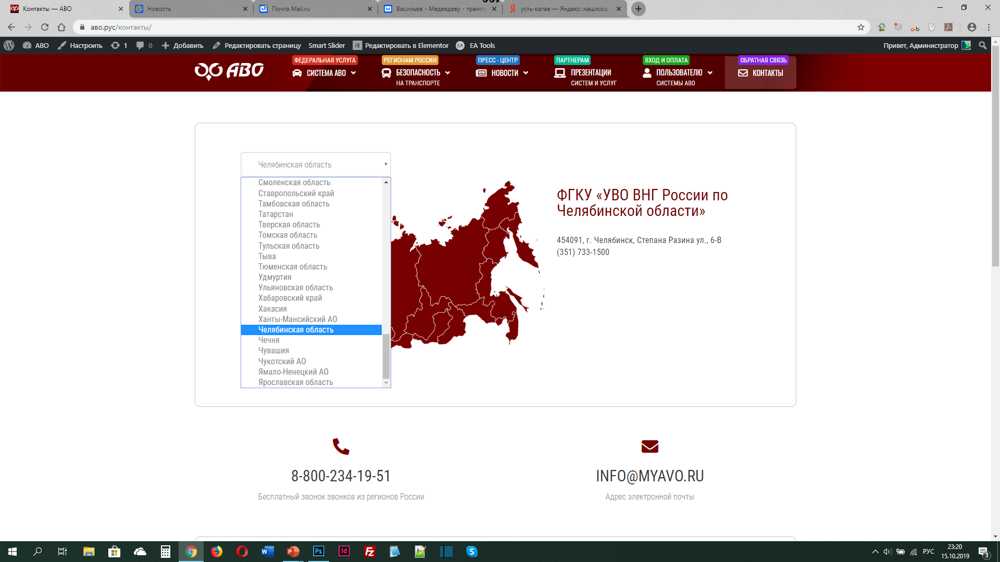 Контакты — АВО
Новость
Почта Mail.ru
Васильев - Медведеву - трансп
усть-катав — Яндекс: нашлось
аво.рус/контакты/
АВО
Настроить
1
0
Добавить
Редактировать страницу
Smart Slider
Редактировать в Elementor
EA Tools
Привет, Администратор
АВО
ФЕДЕРАЛЬНАЯ УСЛУГА
СИСТЕМА АВО
РЕГИОНАМ РОССИИ
БЕЗОПАСНОСТЬ
НА ТРАНСПОРТЕ
ПРЕСС - ЦЕНТР
НОВОСТИ
ПАРТНЕРАМ
ПРЕЗЕНТАЦИИ
СИСТЕМ И УСЛУГ
ВХОД И ОПЛАТА
ПОЛЬЗОВАТЕЛЮ
СИСТЕМЫ АВО
ОБРАТНАЯ СВЯЗЬ
КОНТАКТЫ
Челябинская область
Смоленская область
Ставропольский край
Тамбовская область
Татарстан
Тверская область
Томская область
Тульская область
Тыва
Тюменская область
Удмуртия
Ульяновская область
Хабаровский край
Хакасия
Ханты-Мансийский АО
Челябинская область
Чечня
Чувашия
Чукотский АО
Ямало-Ненецкий АО
Ярославская область
ФГКУ «УВО ВНГ России по
Челябинской области»
454091, г. Челябинск, Степана Разина ул., 6-В
(351) 733-1500
8-800-234-19-51
Бесплатный звонок звонков из регионов России
INFO@MYAVO.RU
Адрес электронной почты
РУС
23:20
15.10.2019
3